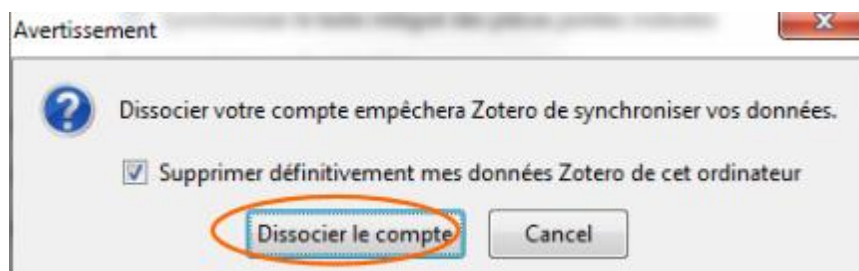 Avertissement
Dissocier votre compte empêchera Zotero de synchroniser vos données.
Supprimer définitivement mes données Zotero de cet ordinateur
Dissocier le compte
Cancel